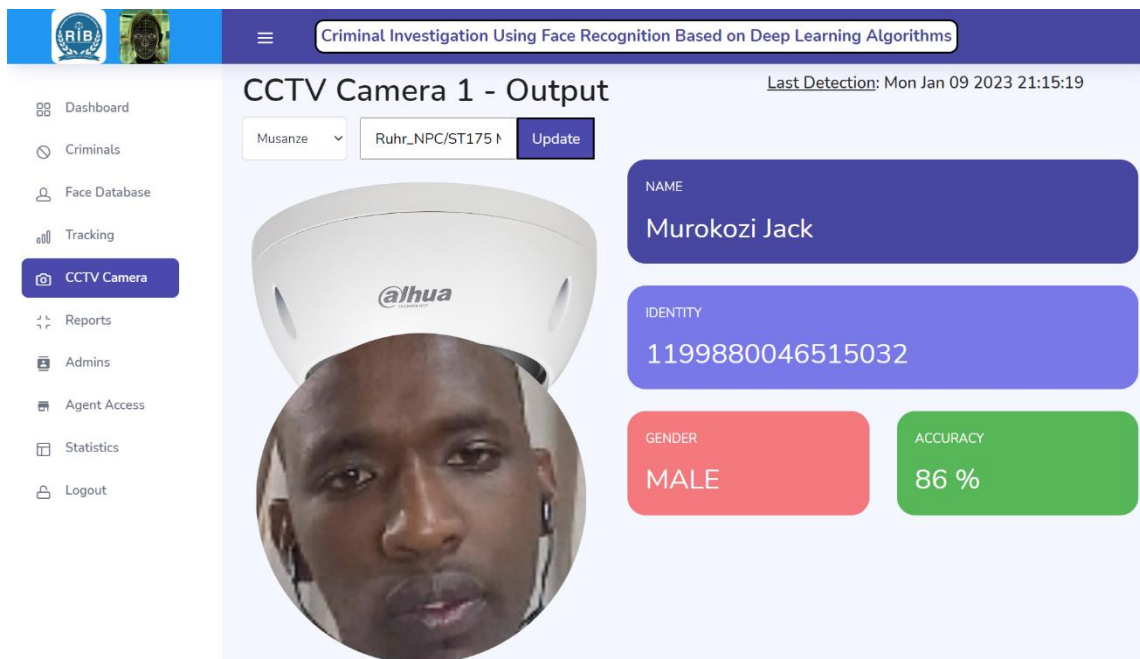 RIB
Criminal Investigation Using Face Recognition Based on Deep Learning Algorithms
CCTV Camera 1 - Output
Last Detection: Mon Jan 09 2023 21:15:19
Dashboard
Criminals
Face Database
Tracking
CCTV Camera
Reports
Admins
Agent Access
Statistics
Logout
Musanze
Ruhr_NPC/ST175
Update
alhua
TECHNOLOGY
NAME
Murokozi Jack
IDENTITY
1199880046515032
GENDER
MALE
ACCURACY
86 %